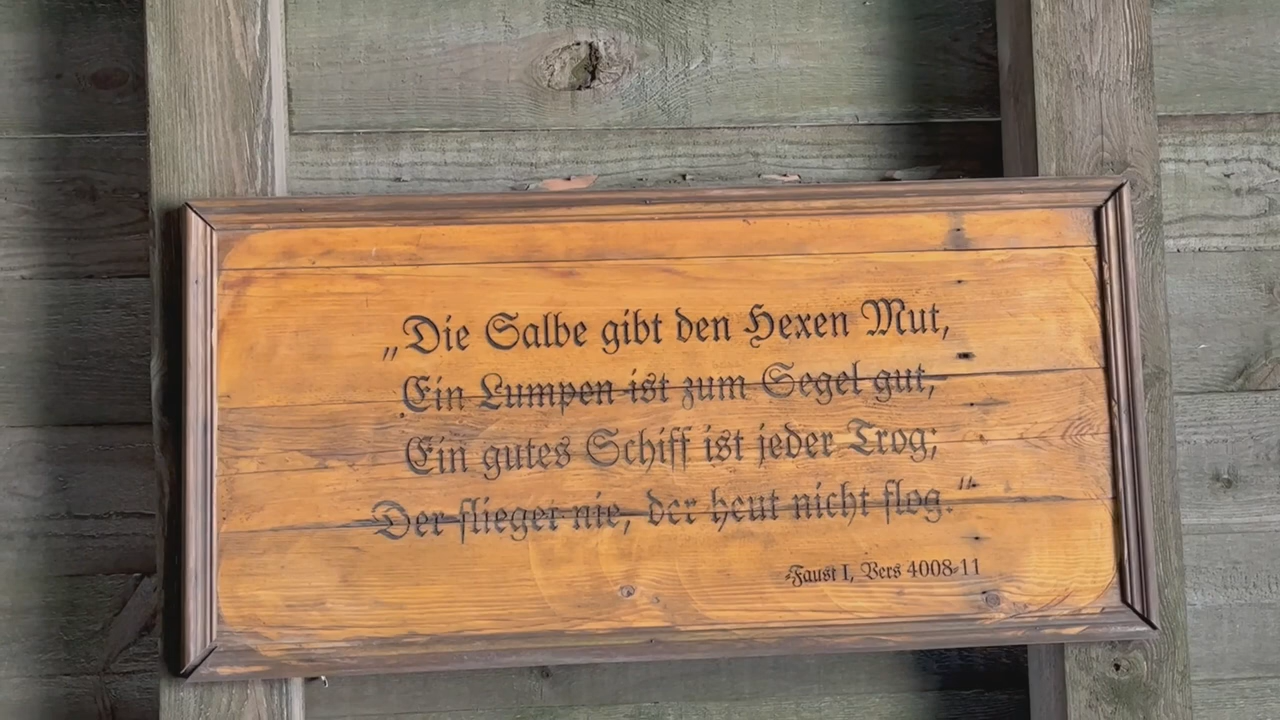 „Die Salbe gibt den Hexen Mut,
Ein Lumpen ist zum Segel gut,
Ein gutes Schiff ist jeder Trog;
Der flieget nie, der heut nicht flog.“
-Faust I, Vers 4008-11